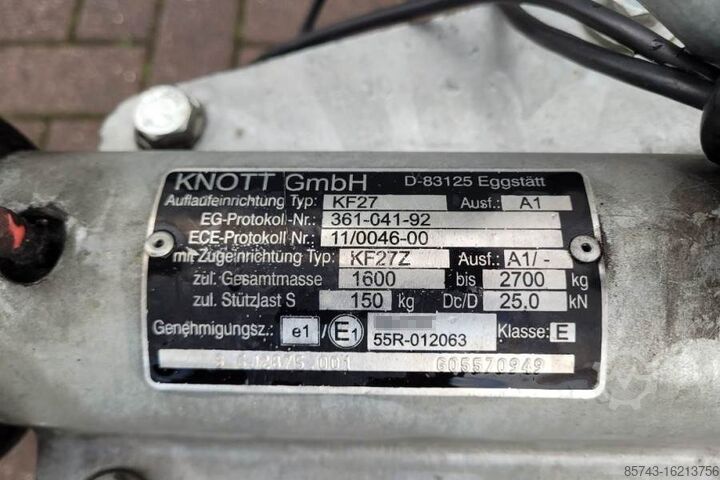 KNOTT GmbH D-83125 Eggstätt
Auflaufeinrichtung Typ: KF27 Ausf.: A1
EG-Protokol-Nr.: 361-041-92
ECE-Protokoll Nr.: 11/0046-00
mit Zugeinrichtung Typ: KF27Z Ausf.: A1/-
zul. Gesamtmasse 1600 bis 2700 kg
zul. Stützlast S 150 kg Dc/D 25.0 kN
Genehmigungsz.: e1 / E1 55R-012063 Klasse: E
001 G05570949
85743-16213756